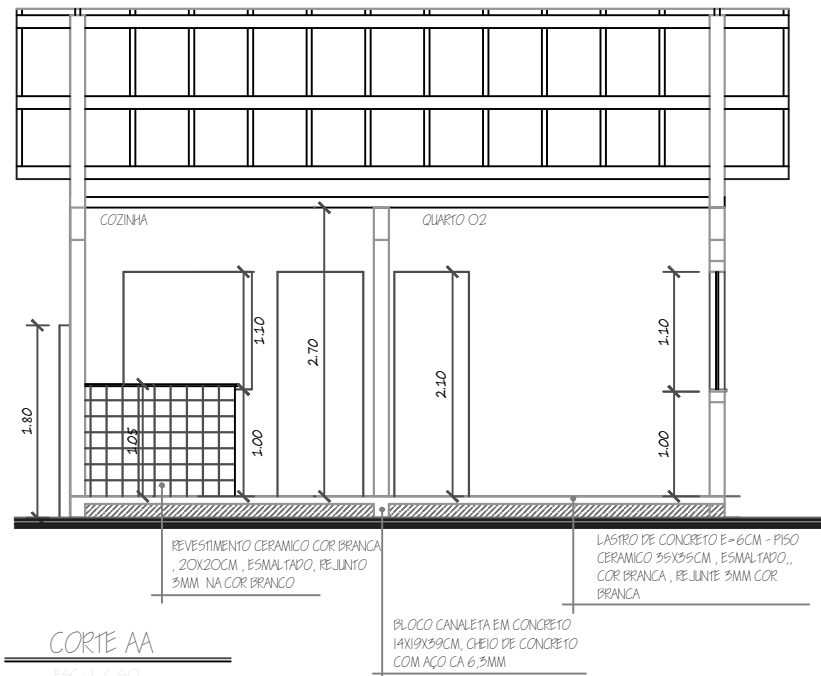 COZINHA
QUARTO 02
1.10
1.10
2.70
2.10
1.80
1.05
1.00
1.00
REVESTIMENTO CERAMICO COR BRANCA
, 20X20CM , ESMALTADO, REJUNTO
3MM NA COR BRANCO
LASTRO DE CONCRETO E=6CM - PISO
CERAMICO 35X35CM , ESMALTADO,,
COR BRANCA , REJUNTE 3MM COR
BRANCA
BLOCO CANALETA EM CONCRETO
14X19X39CM, CHEIO DE CONCRETO
COM AÇO CA 6,3MM
CORTE AA